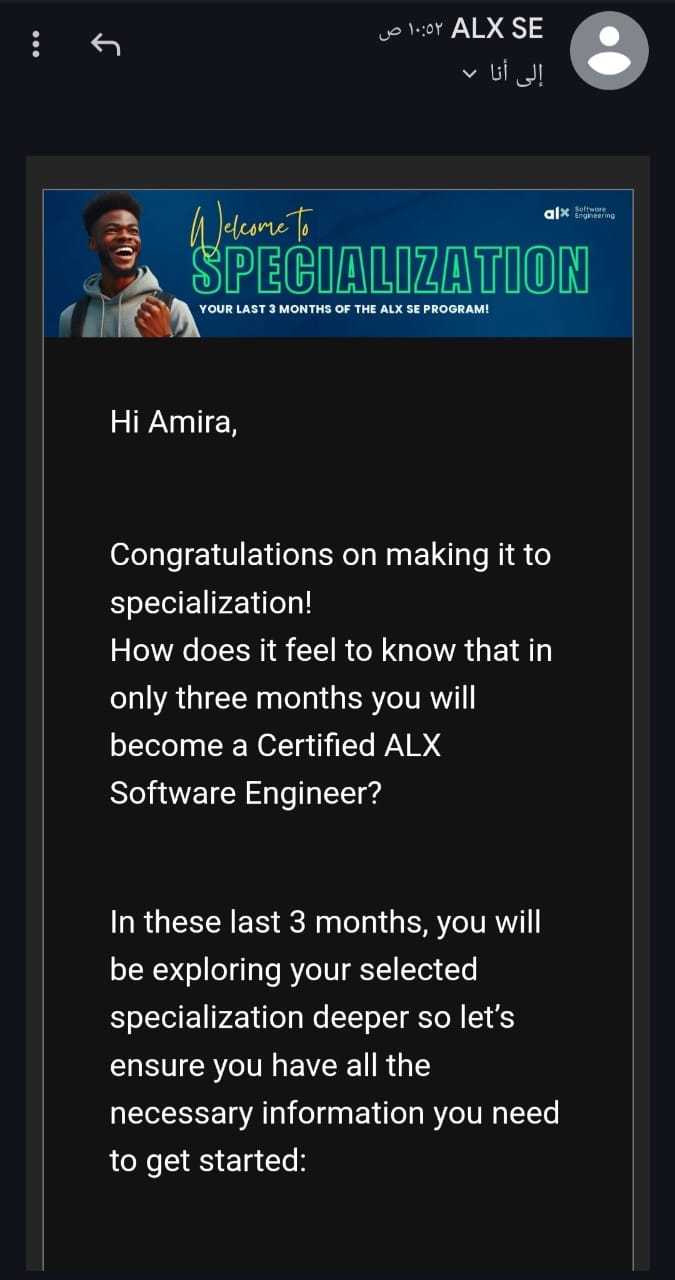 ALX SE ١٠:٥٢ ص
إلى أنا
Welcome To
alx Software
Engineering
SPECIALIZATION
YOUR LAST 3 MONTHS OF THE ALX SE PROGRAM!
Hi Amira,
Congratulations on making it to
specialization!
How does it feel to know that in
only three months you will
become a Certified ALX
Software Engineer?
In these last 3 months, you will
be exploring your selected
specialization deeper so let’s
ensure you have all the
necessary information you need
to get started: